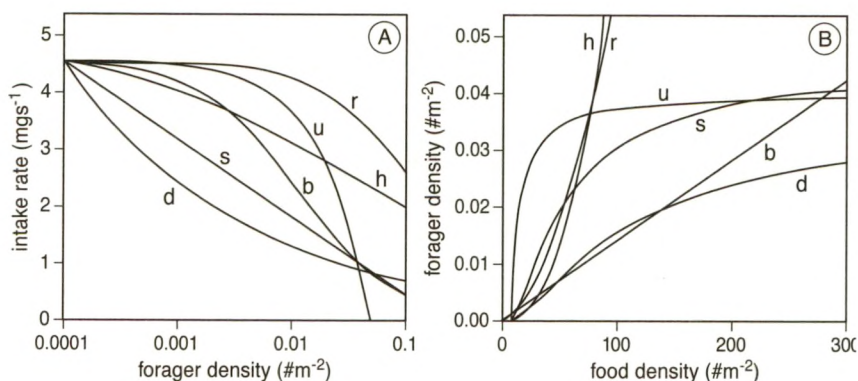 A
intake rate (mgs⁻¹)
5
4
3
2
1
0
r
u
h
s
b
d
0.0001
0.001
0.01
0.1
forager density (#m⁻²)
B
forager density (#m⁻²)
0.05
0.04
0.03
0.02
0.01
0.00
h
r
u
s
b
d
0
100
200
300
food density (#m⁻²)